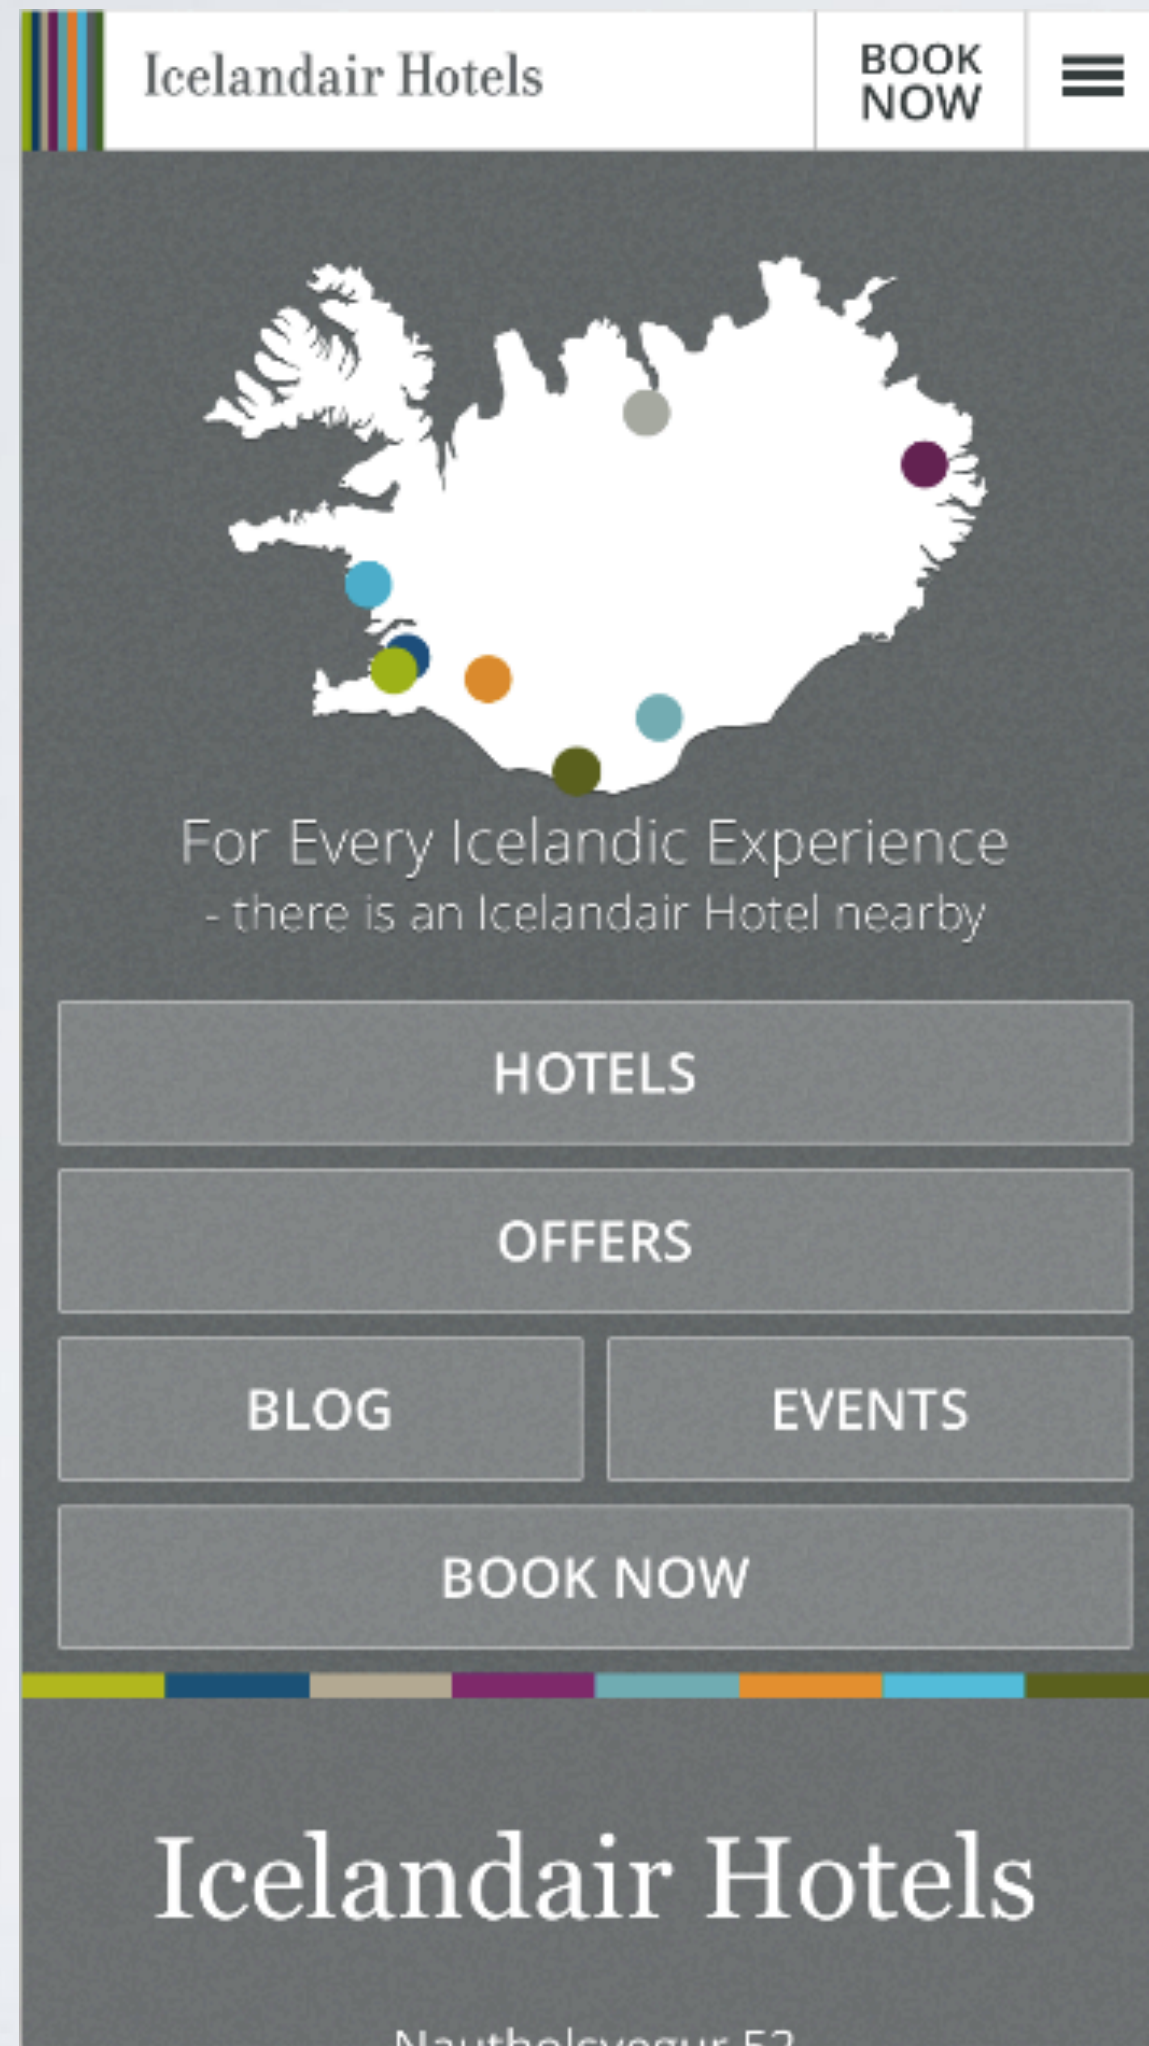 Icelandair Hotels
BOOK
NOW
For Every Icelandic Experience
- there is an Icelandair Hotel nearby
HOTELS
OFFERS
BLOG
EVENTS
BOOK NOW
Icelandair Hotels